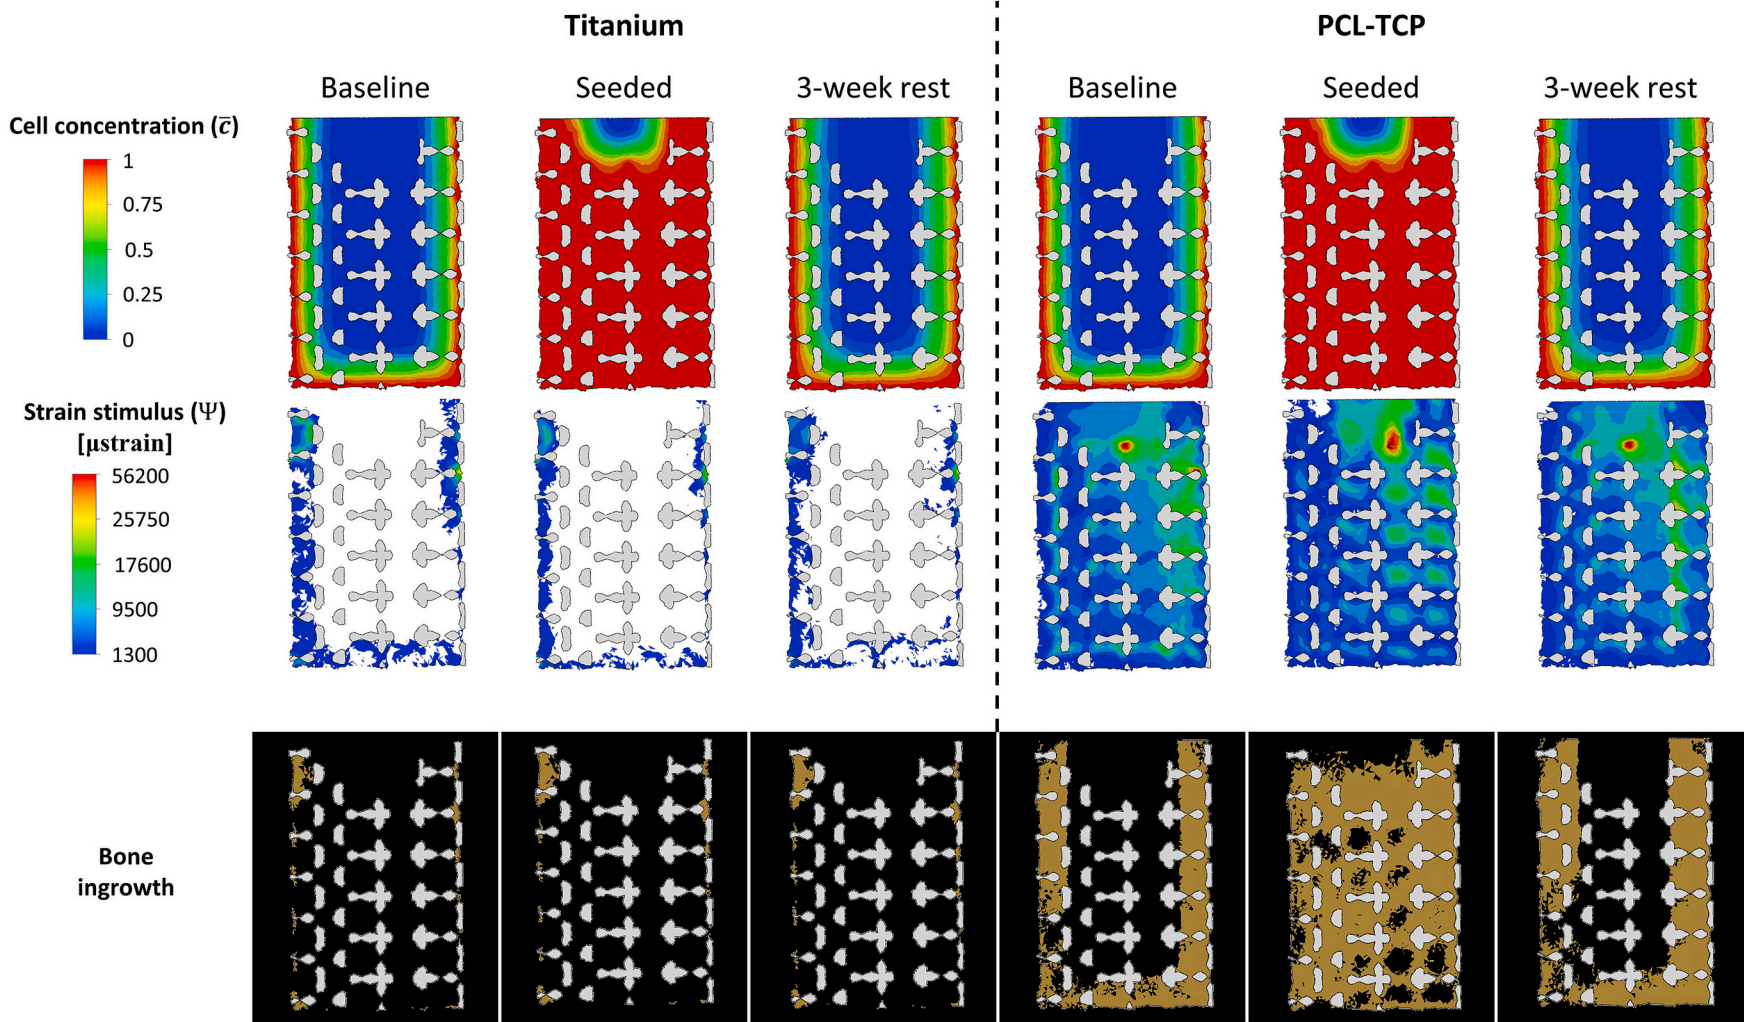 Titanium
PCL-TCP
Baseline
Seeded
3-week rest
Baseline
Seeded
3-week rest
Cell concentration (c̅)
1
0.75
0.5
0.25
0
Strain stimulus (Ψ)
[μstrain]
56200
25750
17600
9500
1300
Bone
ingrowth